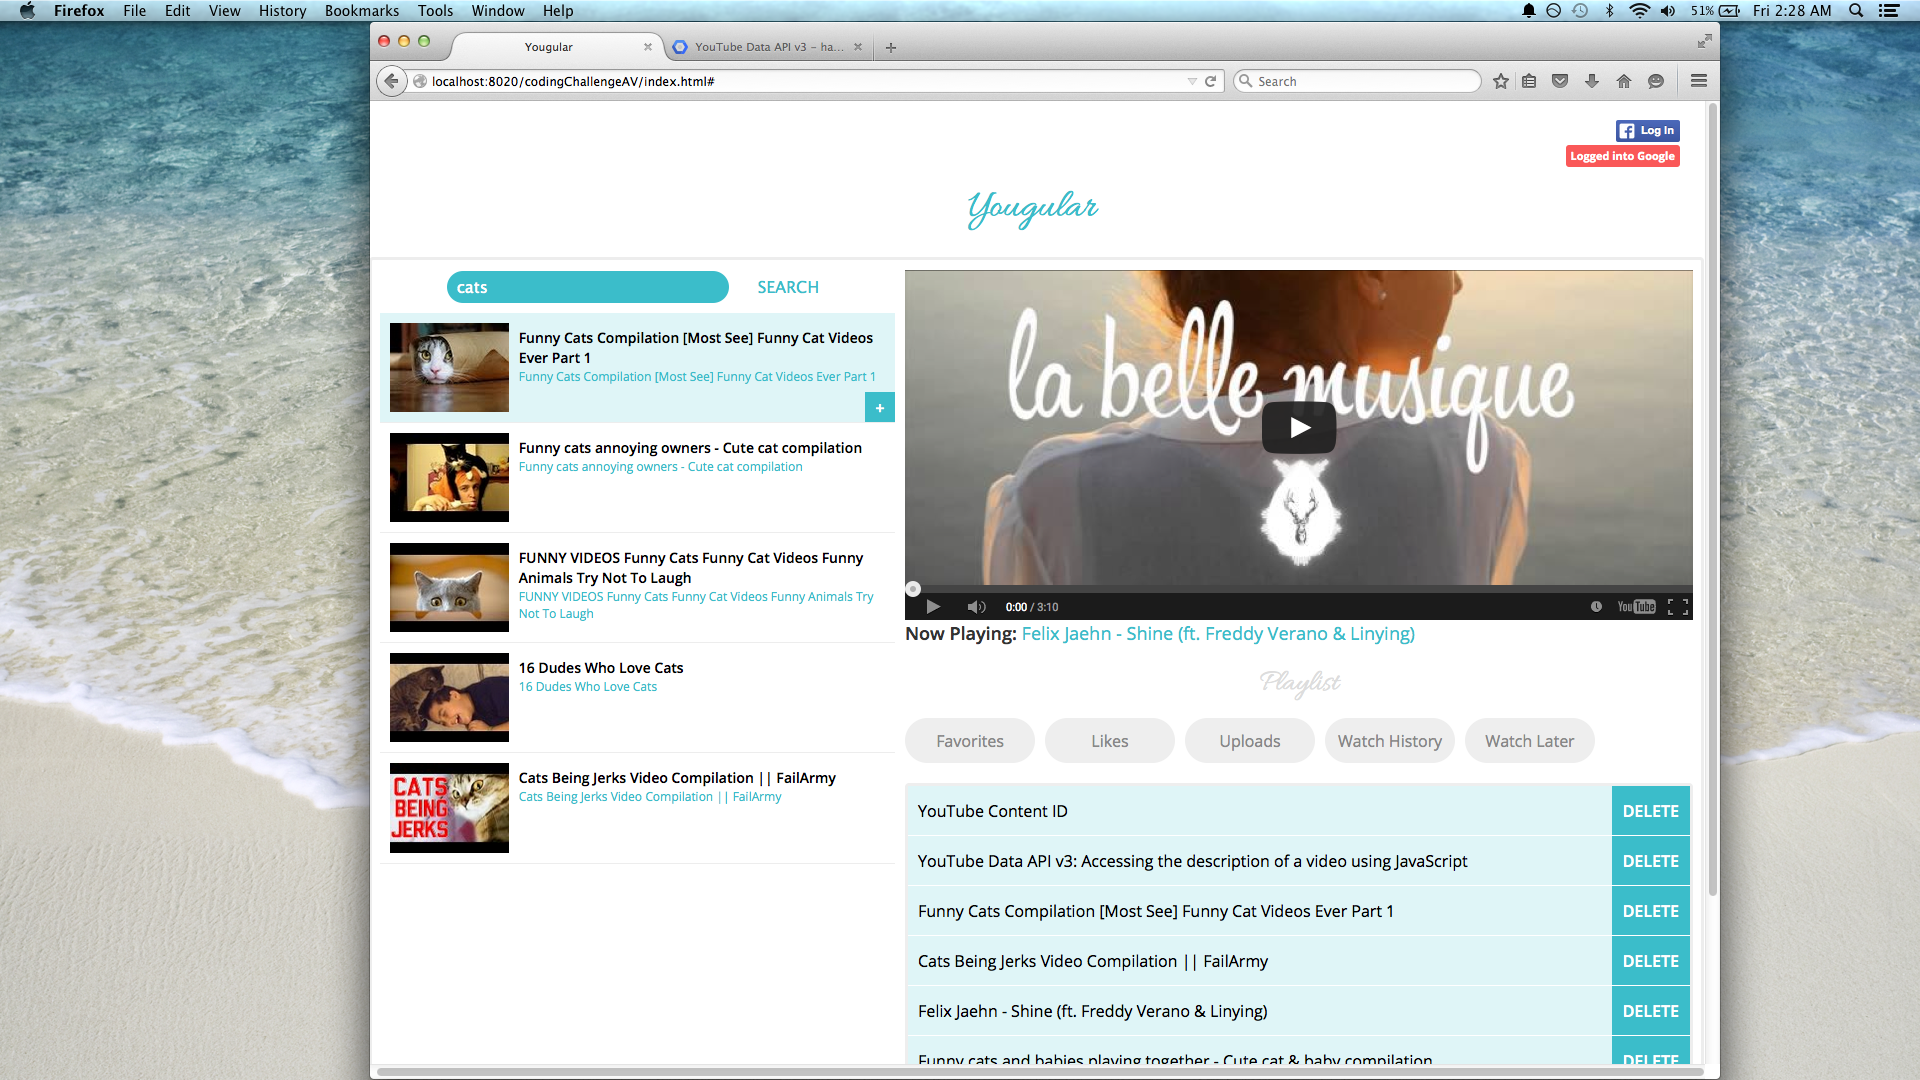 Firefox File Edit View History Bookmarks Tools Window Help
51% Fri 2:28 AM
Yougular
YouTube Data API v3 - ha...
localhost:8020/codingChallengeAV/index.html#
Search
Log In
Logged into Google
Yougular
cats
SEARCH
Funny Cats Compilation [Most See] Funny Cat Videos
Ever Part 1
Funny Cats Compilation [Most See] Funny Cat Videos Ever Part 1
+
Funny cats annoying owners - Cute cat compilation
Funny cats annoying owners - Cute cat compilation
FUNNY VIDEOS Funny Cats Funny Cat Videos Funny
Animals Try Not To Laugh
FUNNY VIDEOS Funny Cats Funny Cat Videos Funny Animals Try
Not To Laugh
16 Dudes Who Love Cats
16 Dudes Who Love Cats
CATS
BEING
JERKS
Cats Being Jerks Video Compilation || FailArmy
Cats Being Jerks Video Compilation || FailArmy
la belle musique
0:00 / 3:10
YouTube
Now Playing: Felix Jaehn - Shine (ft. Freddy Verano & Linying)
Playlist
Favorites
Likes
Uploads
Watch History
Watch Later
YouTube Content ID DELETE
YouTube Data API v3: Accessing the description of a video using JavaScript DELETE
Funny Cats Compilation [Most See] Funny Cat Videos Ever Part 1 DELETE
Cats Being Jerks Video Compilation || FailArmy DELETE
Felix Jaehn - Shine (ft. Freddy Verano & Linying) DELETE
Funny cats and babies playing together - Cute cat & baby compilation DELETE